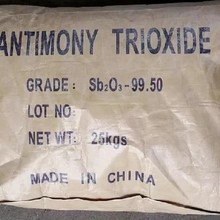 ANTIMONY TRIOXIDE
GRADE: Sb₂O₃-99.50
LOT NO:
NET WT: 25kgs
MADE IN CHINA